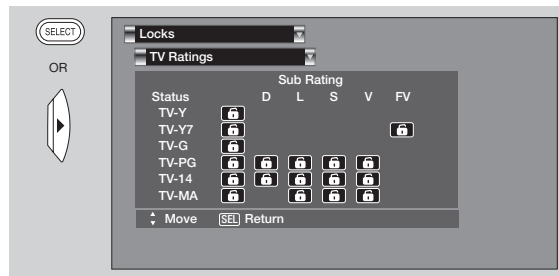 SELECT
OR
Locks
TV Ratings
Sub Rating
Status D L S V FV
TV-Y
TV-Y7
TV-G
TV-PG
TV-14
TV-MA
Move SEL Return